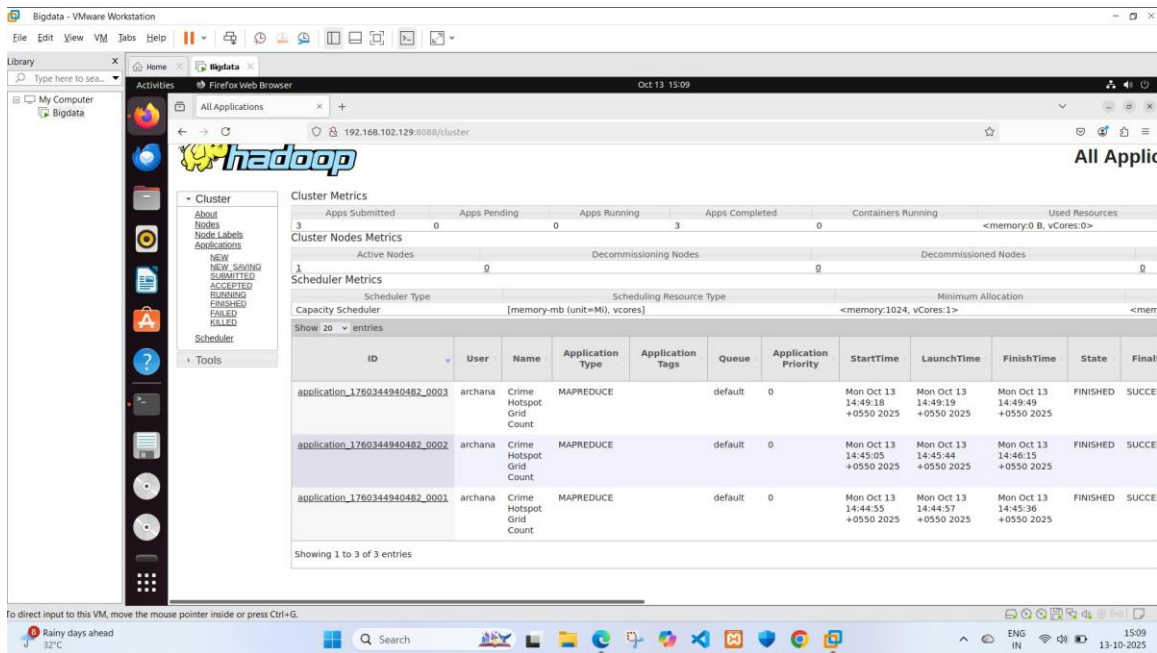 Bigdata - VMware Workstation
File Edit View VM Tabs Help
Library X
Home Bigdata
Type here to sea...
My Computer
Bigdata
Activities Firefox Web Browser Oct 13 15:09
All Applications
192.168.102.129:8088/cluster
hadoop
All Applic
Cluster
About
Nodes
Node Labels
Applications
NEW
NEW_SAVING
SUBMITTED
ACCEPTED
RUNNING
FINISHED
FAILED
KILLED
Scheduler
Tools
Cluster Metrics
Apps Submitted Apps Pending Apps Running Apps Completed Containers Running Used Resources
3 0 0 3 0 <memory:0 B, vCores:0>
Cluster Nodes Metrics
Active Nodes Decommissioning Nodes Decommissioned Nodes
1 0 0 0
Scheduler Metrics
Scheduler Type Scheduling Resource Type Minimum Allocation
Capacity Scheduler [memory-mb (unit=Mi), vcores] <memory:1024, vCores:1> <mem
Show 20 entries
ID User Name Application Type Application Tags Queue Application Priority StartTime LaunchTime FinishTime State FinalS
application_1760344940482_0003 archana Crime Hotspot Grid Count MAPREDUCE default 0 Mon Oct 13 14:49:18 +0550 2025 Mon Oct 13 14:49:19 +0550 2025 Mon Oct 13 14:49:49 +0550 2025 FINISHED SUCCE
application_1760344940482_0002 archana Crime Hotspot Grid Count MAPREDUCE default 0 Mon Oct 13 14:45:05 +0550 2025 Mon Oct 13 14:45:44 +0550 2025 Mon Oct 13 14:46:15 +0550 2025 FINISHED SUCCE
application_1760344940482_0001 archana Crime Hotspot Grid Count MAPREDUCE default 0 Mon Oct 13 14:44:55 +0550 2025 Mon Oct 13 14:44:57 +0550 2025 Mon Oct 13 14:45:36 +0550 2025 FINISHED SUCCE
Showing 1 to 3 of 3 entries
To direct input to this VM, move the mouse pointer inside or press Ctrl+G.
8
Rainy days ahead
32°C
Search
ENG
IN
15:09
13-10-2025